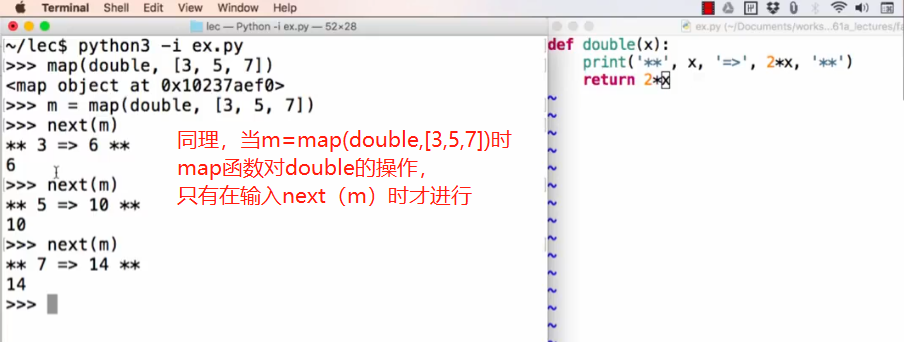 Terminal Shell Edit View Window Help
lec — Python -i ex.py — 52×28
~/lec$ python3 -i ex.py
>>> map(double, [3, 5, 7])
<map object at 0x10237aef0>
>>> m = map(double, [3, 5, 7])
>>> next(m)
** 3 => 6 **
6
>>> next(m)
** 5 => 10 **
10
>>> next(m)
** 7 => 14 **
14
>>>
同理，当m=map(double,[3,5,7])时
map函数对double的操作，
只有在输入next（m）时才进行
ex.py (~/Documents/works...61a_lectures/fa
def double(x):
    print('**', x, '=>', 2*x, '**')
    return 2*x
~
~
~
~
~
~
~
~
~
~
~
~
~